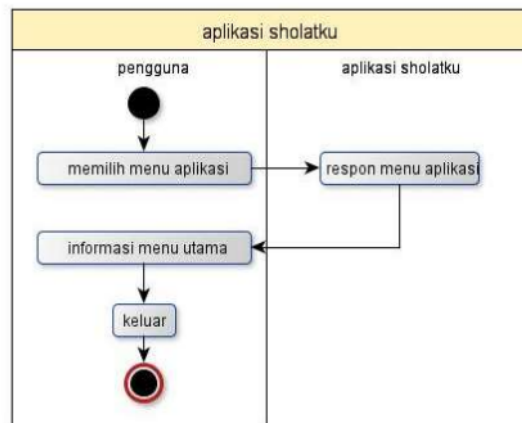 aplikasi sholatku
pengguna
aplikasi sholatku
memilih menu aplikasi
respon menu aplikasi
informasi menu utama
keluar